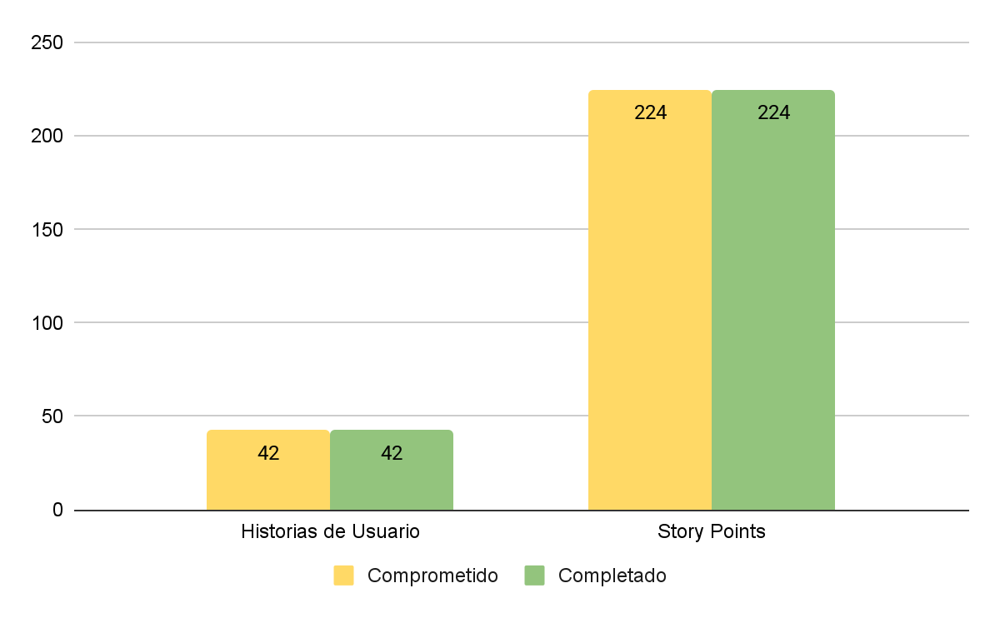 250
200
150
100
50
0
224
224
42
42
Historias de Usuario
Story Points
Comprometido
Completado